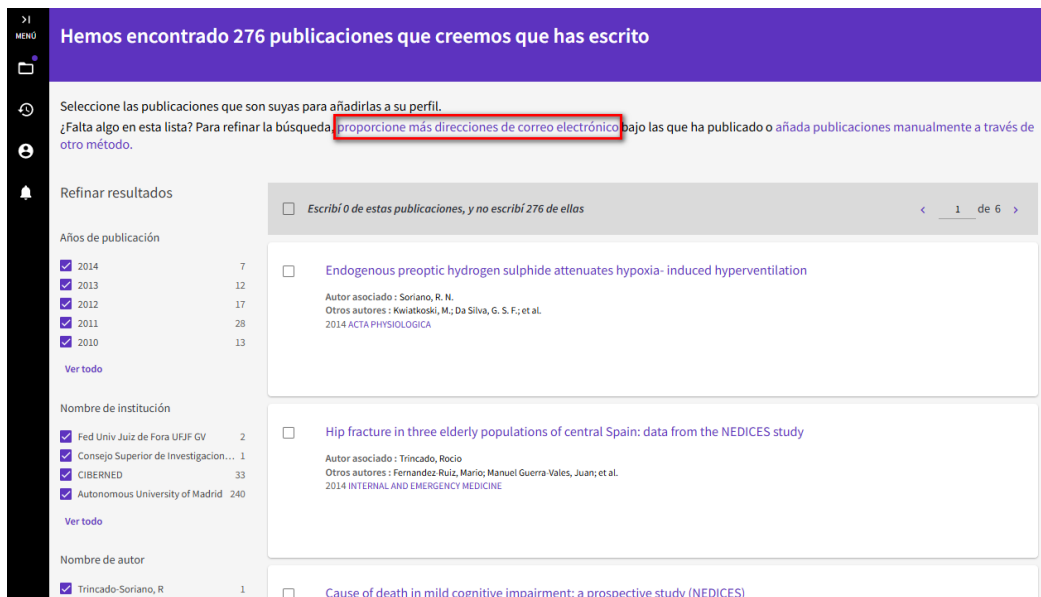 MENÚ
Hemos encontrado 276 publicaciones que creemos que has escrito
Seleccione las publicaciones que son suyas para añadirlas a su perfil.
¿Falta algo en esta lista? Para refinar la búsqueda, proporcione más direcciones de correo electrónico bajo las que ha publicado o añada publicaciones manualmente a través de
otro método.
Refinar resultados
Años de publicación
2014 7
2013 12
2012 17
2011 28
2010 13
Ver todo
Nombre de institución
Fed Univ Juiz de Fora UFJF GV 2
Consejo Superior de Investigacion... 1
CIBERNED 33
Autonomous University of Madrid 240
Ver todo
Nombre de autor
Trincado-Soriano, R 1
Escribí 0 de estas publicaciones, y no escribí 276 de ellas
< 1 de 6 >
Endogenous preoptic hydrogen sulphide attenuates hypoxia- induced hyperventilation
Autor asociado : Soriano, R. N.
Otros autores : Kwiatkoski, M.; Da Silva, G. S. F.; et al.
2014 ACTA PHYSIOLOGICA
Hip fracture in three elderly populations of central Spain: data from the NEDICES study
Autor asociado : Trincado, Rocio
Otros autores : Fernandez-Ruiz, Mario; Manuel Guerra-Vales, Juan; et al.
2014 INTERNAL AND EMERGENCY MEDICINE
Cause of death in mild cognitive impairment: a prospective study (NEDICES)